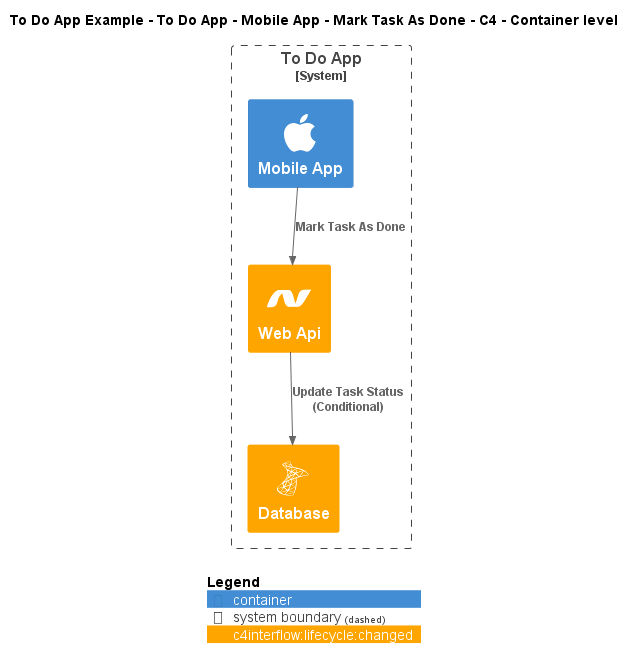 To Do App Example - To Do App - Mobile App - Mark Task As Done - C4 - Container level
To Do App
[System]
Mobile App
Mark Task As Done
Web Api
Update Task Status
(Conditional)
Database
Legend
container
system boundary (dashed)
c4interflow:lifecycle:changed